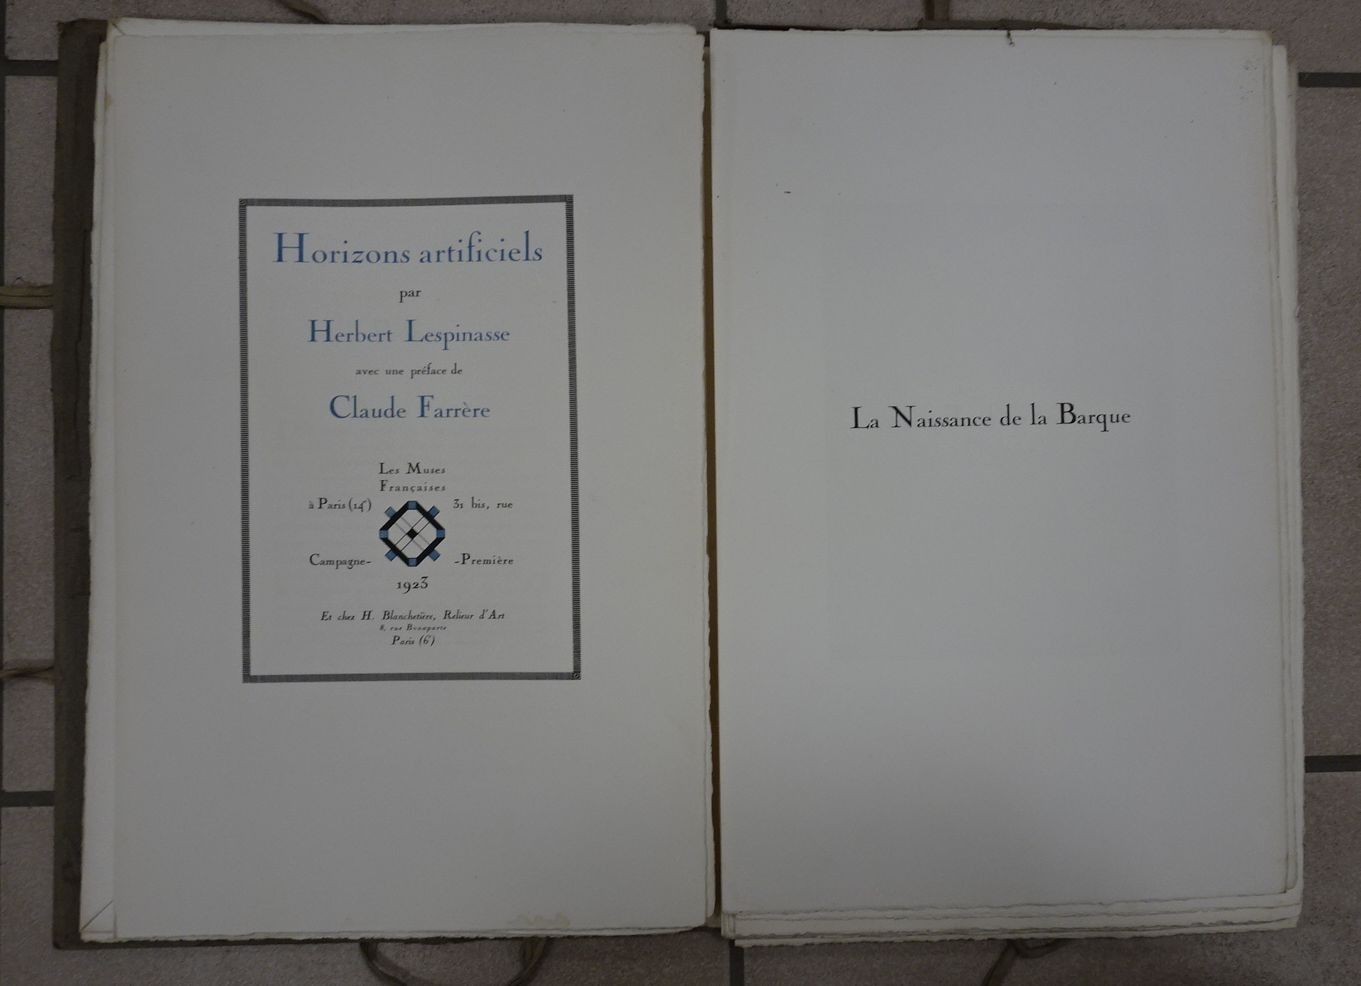 Horizons artificiels
par
Herbert Lespinasse
avec une préface de
Claude Farrère
Les Muses
Françaises
à Paris (14e) 31 bis, rue
Campagne- -Première
1923
Et chez H. Blanchetière, Relieur d'Art
8, rue Bonaparte
Paris (6e)
La Naissance de la Barque